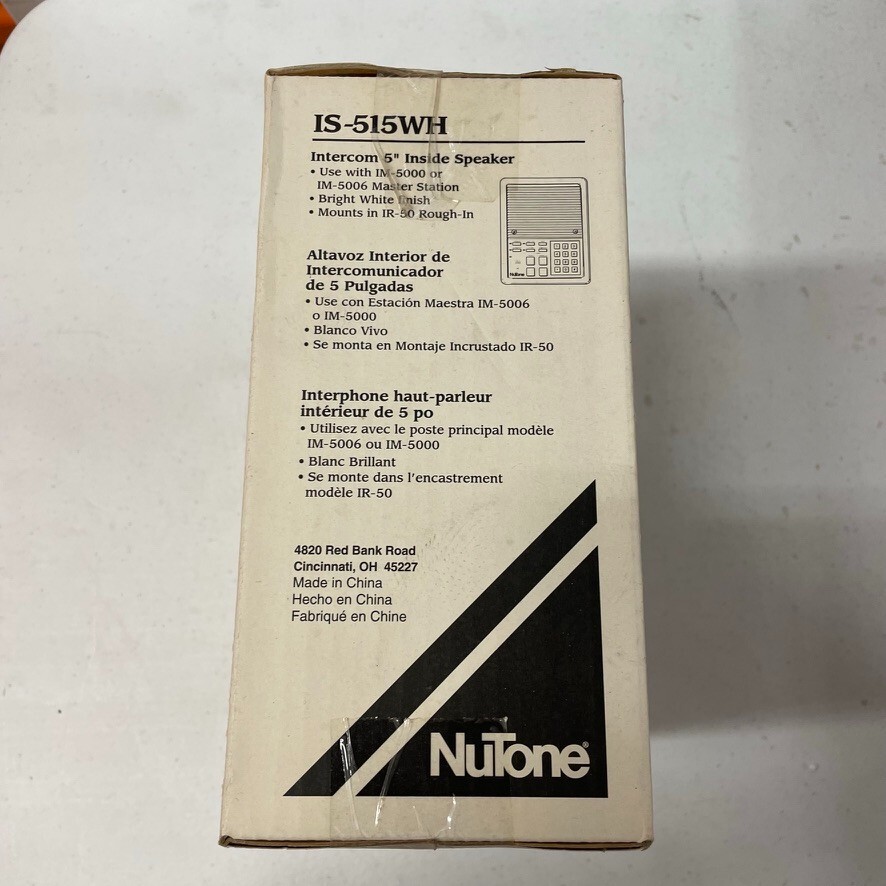 IS-515WH
Intercom 5" Inside Speaker
• Use with IM-5000 or
IM-5006 Master Station
• Bright White finish
• Mounts in IR-50 Rough-In
NuTone
Altavoz Interior de
Intercomunicador
de 5 Pulgadas
• Use con Estación Maestra IM-5006
o IM-5000
• Blanco Vivo
• Se monta en Montaje Incrustado IR-50
Interphone haut-parleur
intérieur de 5 po
• Utilisez avec le poste principal modèle
IM-5006 ou IM-5000
• Blanc Brillant
• Se monte dans l'encastrement
modèle IR-50
4820 Red Bank Road
Cincinnati, OH 45227
Made in China
Hecho en China
Fabriqué en Chine
NuTone®